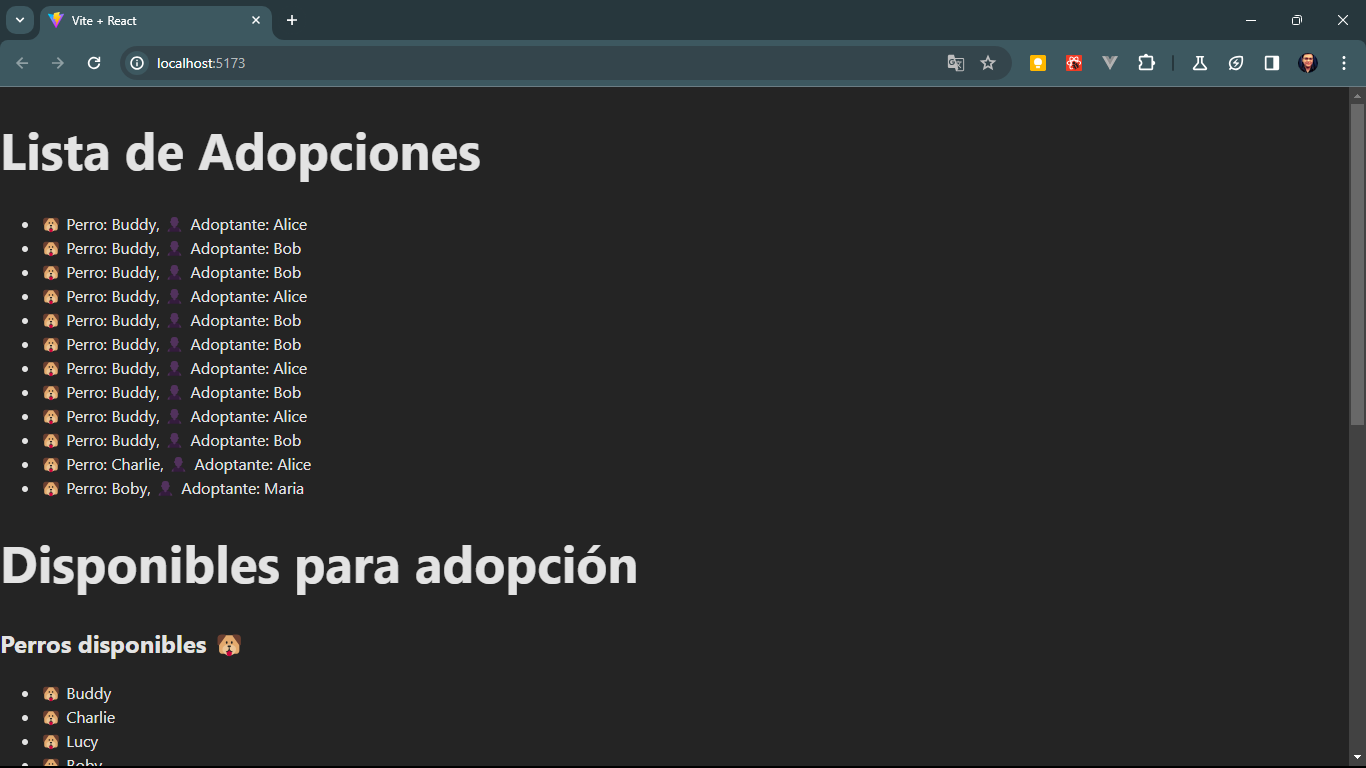 Vite + React
localhost:5173
Lista de Adopciones
🐶 Perro: Buddy, 👤 Adoptante: Alice
🐶 Perro: Buddy, 👤 Adoptante: Bob
🐶 Perro: Buddy, 👤 Adoptante: Bob
🐶 Perro: Buddy, 👤 Adoptante: Alice
🐶 Perro: Buddy, 👤 Adoptante: Bob
🐶 Perro: Buddy, 👤 Adoptante: Bob
🐶 Perro: Buddy, 👤 Adoptante: Alice
🐶 Perro: Buddy, 👤 Adoptante: Bob
🐶 Perro: Buddy, 👤 Adoptante: Alice
🐶 Perro: Buddy, 👤 Adoptante: Bob
🐶 Perro: Charlie, 👤 Adoptante: Alice
🐶 Perro: Boby, 👤 Adoptante: Maria
Disponibles para adopción
Perros disponibles 🐶
🐶 Buddy
🐶 Charlie
🐶 Lucy
🐶 Boby